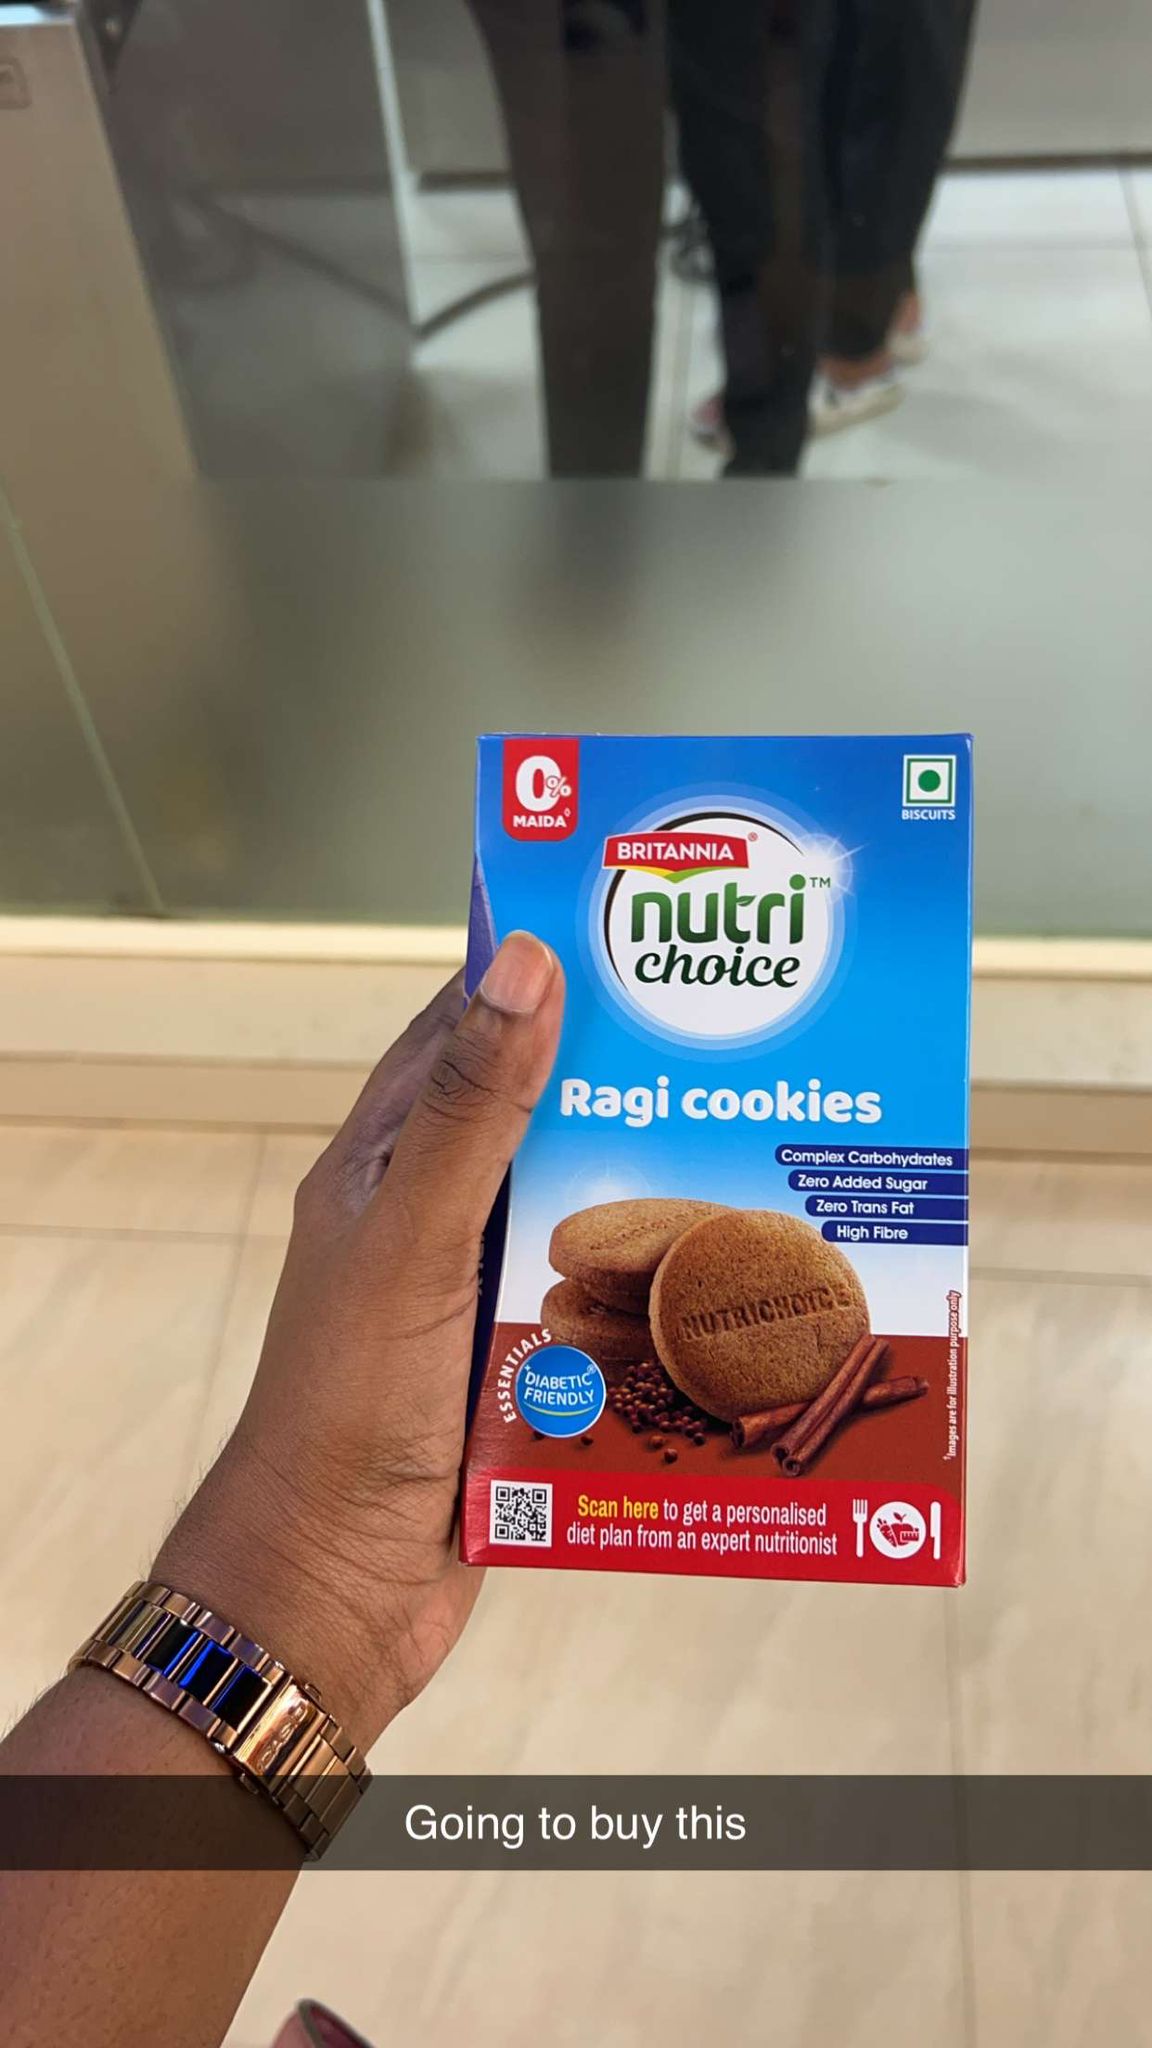 0%
MAIDA◊
BISCUITS
BRITANNIA®
nutri™
choice
Ragi cookies
Complex Carbohydrates
Zero Added Sugar
Zero Trans Fat
High Fibre
NUTRICHOICE
ESSENTIALS
DIABETIC
FRIENDLY
†Images are for illustration purpose only
Scan here to get a personalised
diet plan from an expert nutritionist
Going to buy this